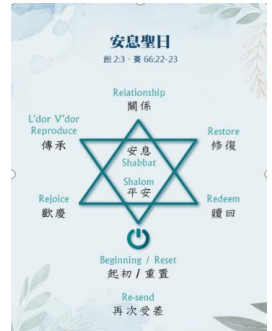 安息聖日
創 2:3、賽 66:22-23
Relationship
關係
L'dor V'dor
Reproduce
傳承
Restore
修復
安息
Shabbat
Shalom
平安
Rejoice
歡慶
Redeem
贖回
Beginning / Reset
起初 / 重置
Re-send
再次受差